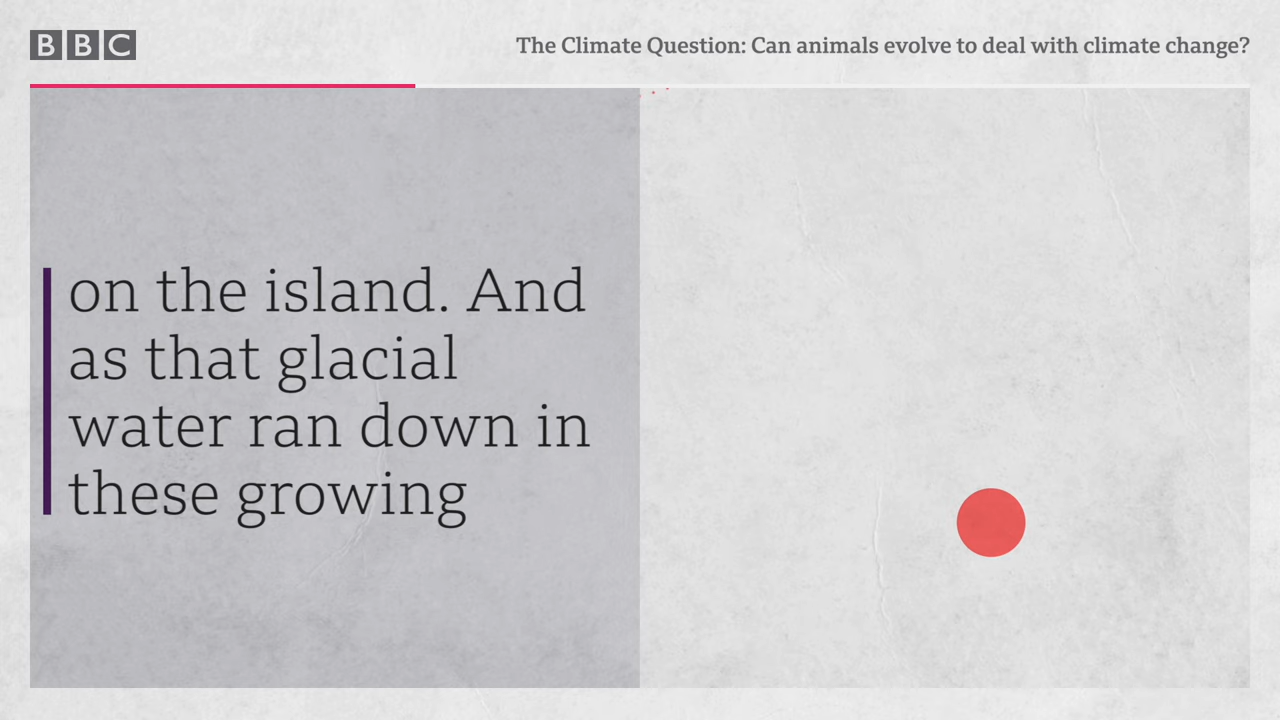 BBC
The Climate Question: Can animals evolve to deal with climate change?
on the island. And
as that glacial
water ran down in
these growing